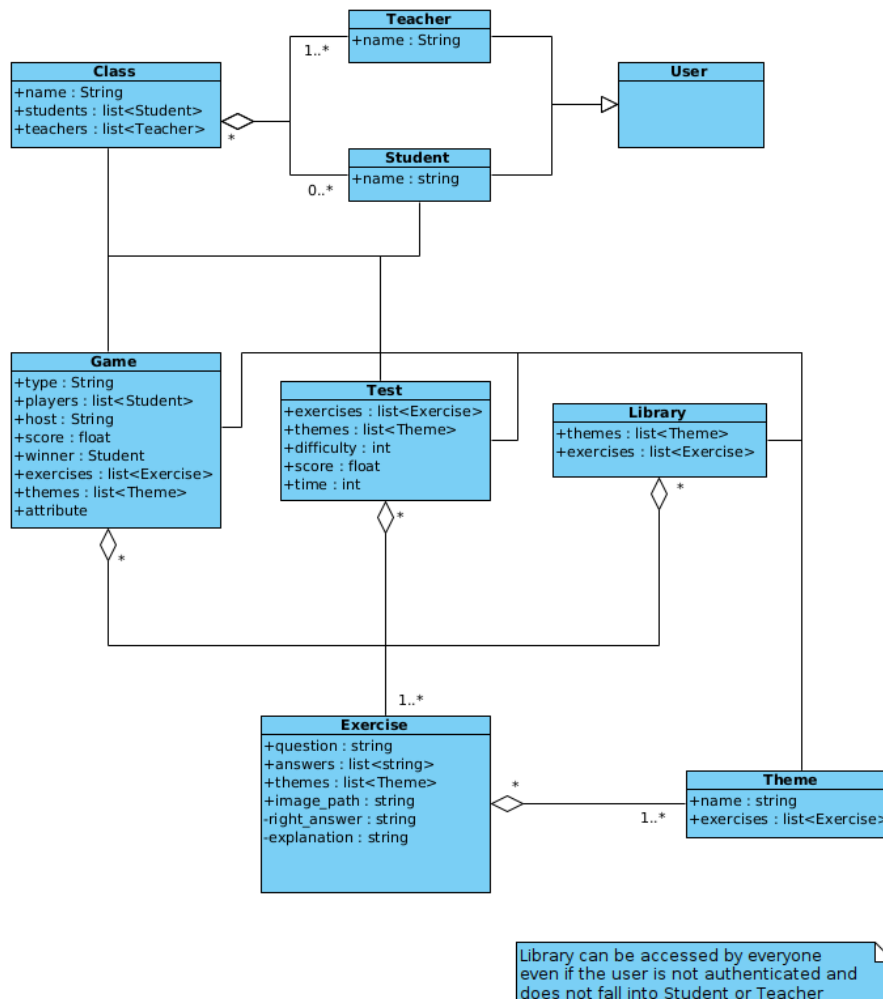 Teacher
+name : String
1..*
Class
+name : String
+students : list<Student>
+teachers : list<Teacher>
*
User
Student
+name : string
0..*
Game
+type : String
+players : list<Student>
+host : String
+score : float
+winner : Student
+exercises : list<Exercise>
+themes : list<Theme>
+attribute
*
Test
+exercises : list<Exercise>
+themes : list<Theme>
+difficulty : int
+score : float
+time : int
*
Library
+themes : list<Theme>
+exercises : list<Exercise>
*
1..*
Exercise
+question : string
+answers : list<string>
+themes : list<Theme>
+image_path : string
-right_answer : string
-explanation : string
*
1..*
Theme
+name : string
+exercises : list<Exercise>
Library can be accessed by everyone
even if the user is not authenticated and
does not fall into Student or Teacher